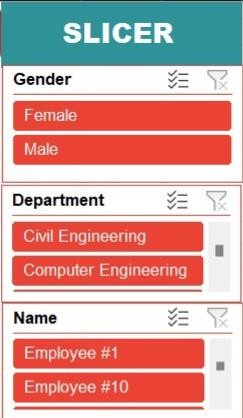 SLICER
Gender
Female
Male
Department
Civil Engineering
Computer Engineering
Name
Employee #1
Employee #10